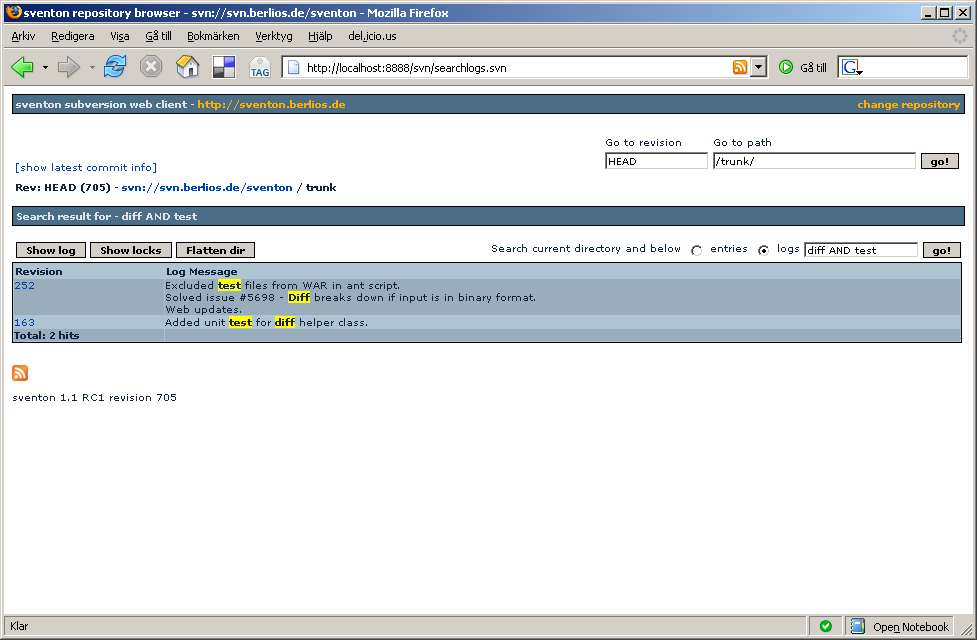 sventon repository browser - svn://svn.berlios.de/sventon - Mozilla Firefox
Arkiv Redigera Visa Gå till Bokmärken Verktyg Hjälp del.icio.us
TAG http://localhost:8888/svn/searchlogs.svn Gå till G
sventon subversion web client - http://sventon.berlios.de change repository
Go to revision Go to path
[show latest commit info] HEAD /trunk/ go!
Rev: HEAD (705) - svn://svn.berlios.de/sventon / trunk
Search result for - diff AND test
Show log Show locks Flatten dir Search current directory and below entries logs diff AND test go!
Revision Log Message
252 Excluded test files from WAR in ant script.
Solved issue #5698 - Diff breaks down if input is in binary format.
Web updates.
163 Added unit test for diff helper class.
Total: 2 hits
sventon 1.1 RC1 revision 705
Klar Open Notebook